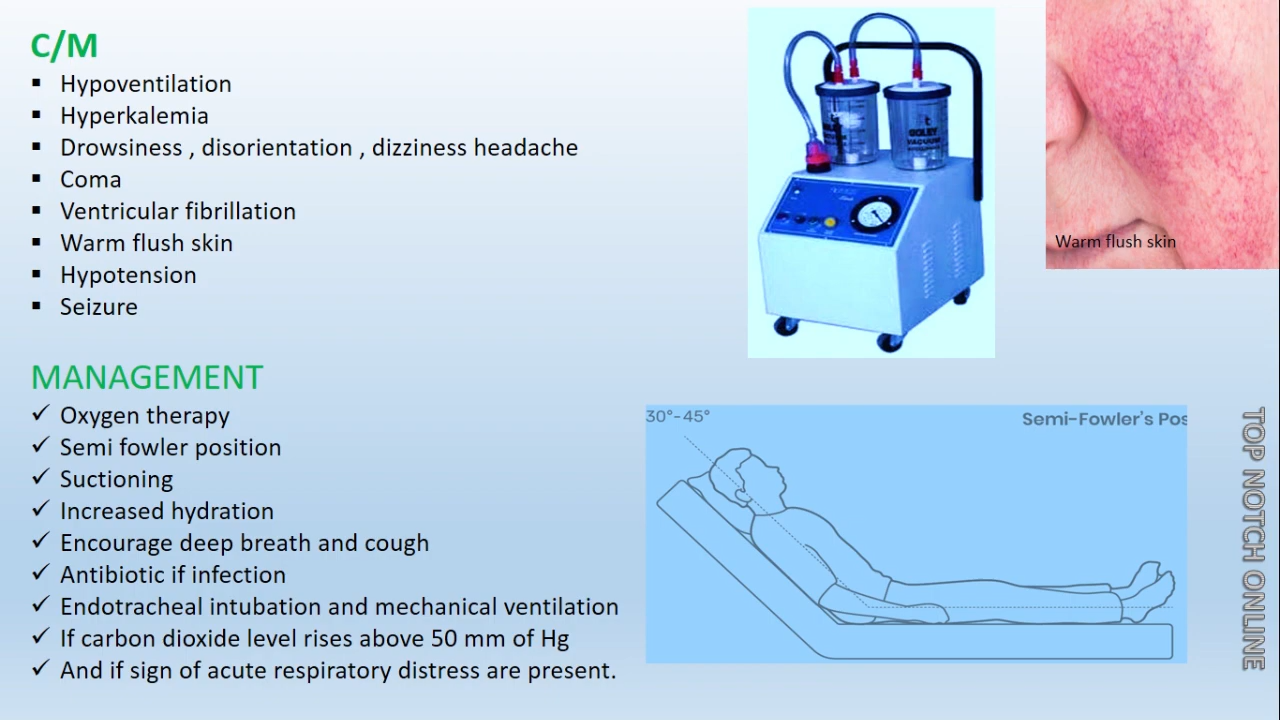 C/M
▪ Hypoventilation
▪ Hyperkalemia
▪ Drowsiness , disorientation , dizziness headache
▪ Coma
▪ Ventricular fibrillation
▪ Warm flush skin
▪ Hypotension
▪ Seizure
MANAGEMENT
✓ Oxygen therapy
✓ Semi fowler position
✓ Suctioning
✓ Increased hydration
✓ Encourage deep breath and cough
✓ Antibiotic if infection
✓ Endotracheal intubation and mechanical ventilation
✓ If carbon dioxide level rises above 50 mm of Hg
✓ And if sign of acute respiratory distress are present.
VACUUM
Warm flush skin
30°-45°
Semi-Fowler's Pos
TOP NOTCH ONLINE